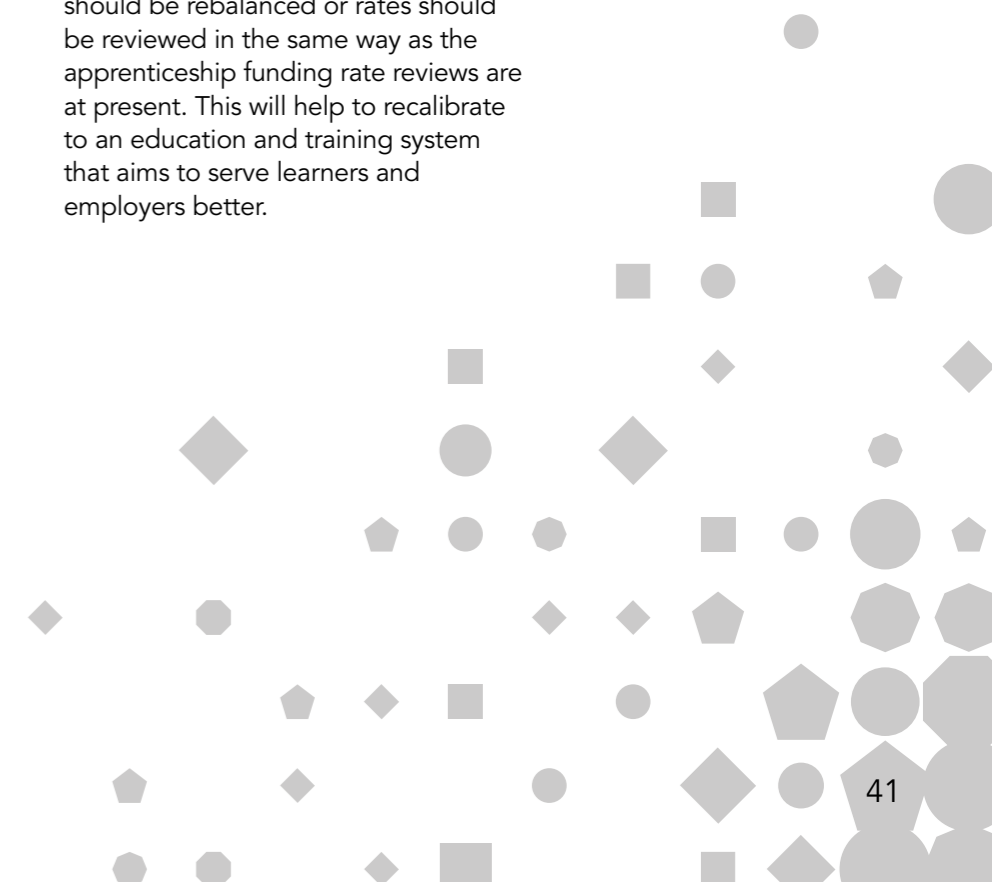 should be rebalanced or rates should
be reviewed in the same way as the
apprenticeship funding rate reviews are
at present. This will help to recalibrate
to an education and training system
that aims to serve learners and
employers better.
41